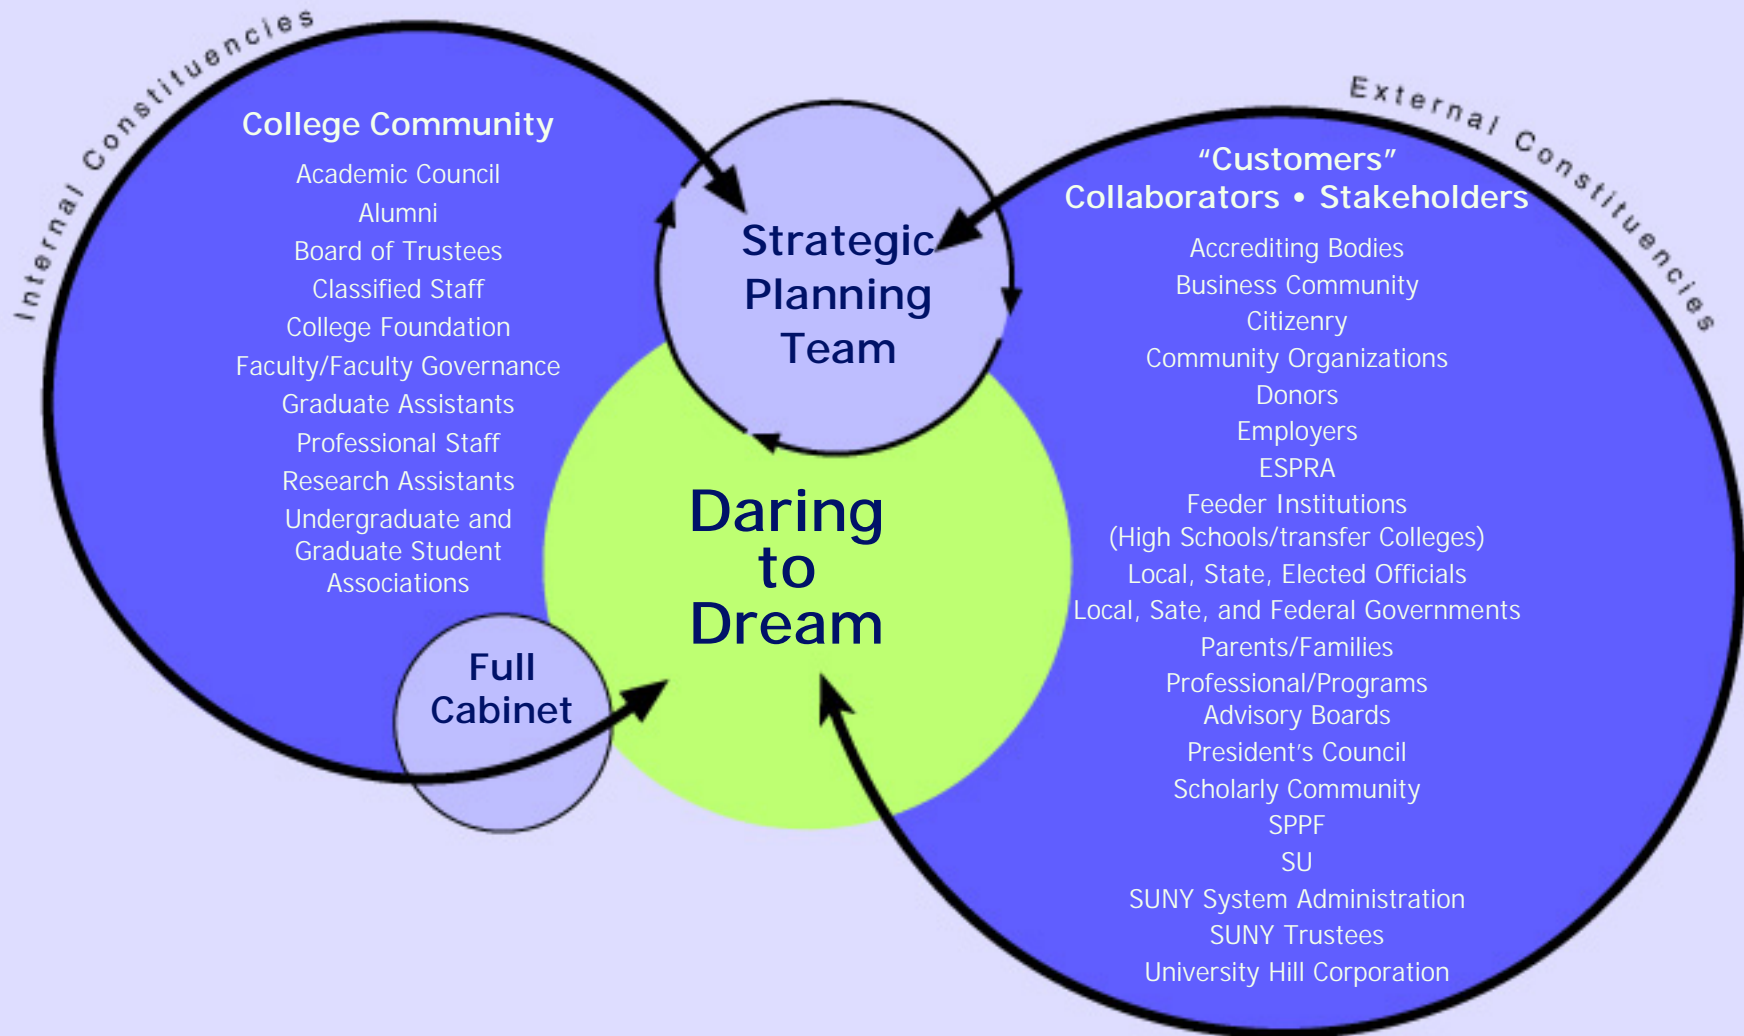 Internal Constituencies
College Community
Academic Council
Alumni
Board of Trustees
Classified Staff
College Foundation
Faculty/Faculty Governance
Graduate Assistants
Professional Staff
Research Assistants
Undergraduate and
Graduate Student
Associations
Full
Cabinet
Strategic
Planning
Team
Daring
to
Dream
External Constituencies
“Customers”
Collaborators • Stakeholders
Accrediting Bodies
Business Community
Citizenry
Community Organizations
Donors
Employers
ESPRA
Feeder Institutions
(High Schools/transfer Colleges)
Local, State, Elected Officials
Local, Sate, and Federal Governments
Parents/Families
Professional/Programs
Advisory Boards
President’s Council
Scholarly Community
SPPF
SU
SUNY System Administration
SUNY Trustees
University Hill Corporation